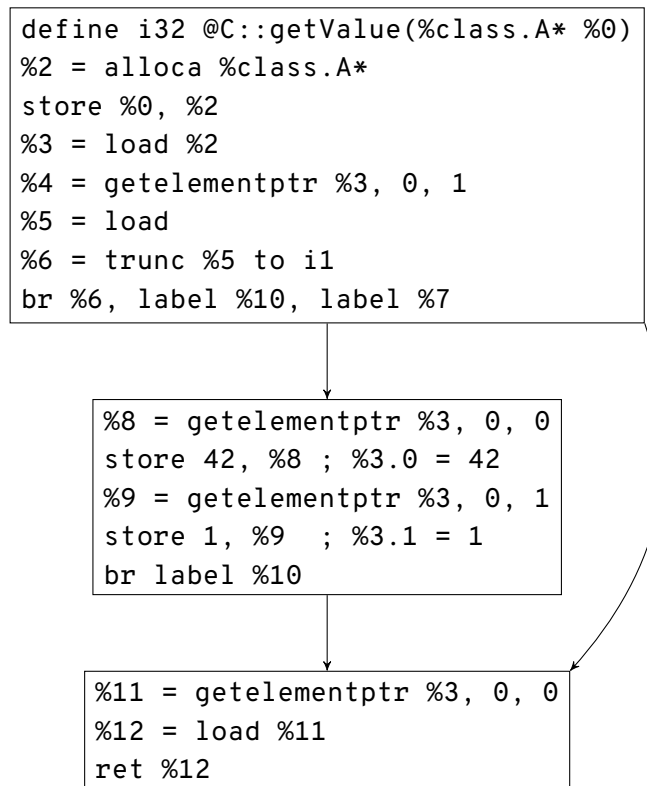 define i32 @C::getValue(%class.A* %0)
%2 = alloca %class.A*
store %0, %2
%3 = load %2
%4 = getelementptr %3, 0, 1
%5 = load
%6 = trunc %5 to i1
br %6, label %10, label %7
%8 = getelementptr %3, 0, 0
store 42, %8 ; %3.0 = 42
%9 = getelementptr %3, 0, 1
store 1, %9  ; %3.1 = 1
br label %10
%11 = getelementptr %3, 0, 0
%12 = load %11
ret %12